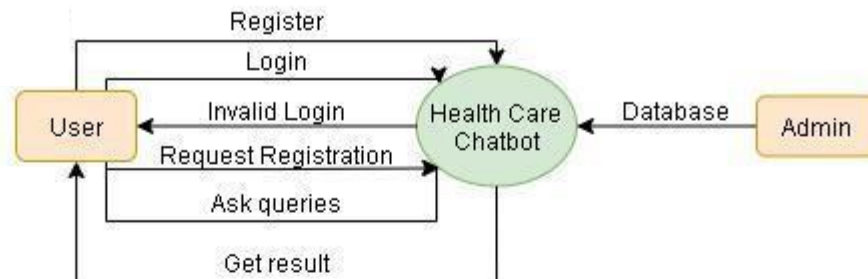 Register
Login
User
Invalid Login
Health Care
Chatbot
Database
Admin
Request Registration
Ask queries
Get result